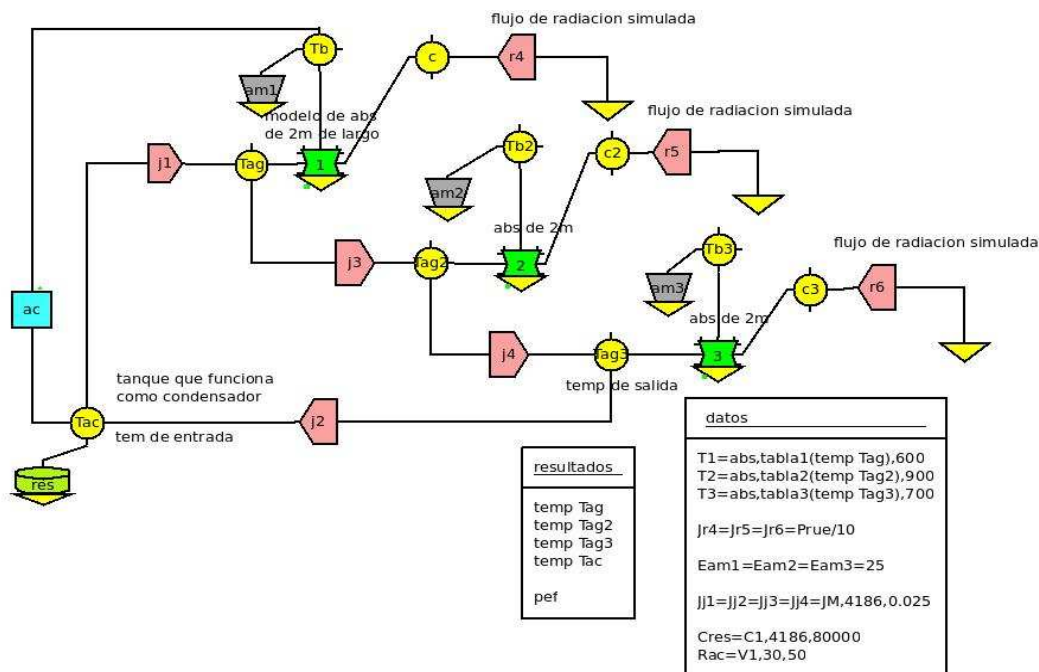 flujo de radiacion simulada
Tb
c
r4
am1
modelo de abs
de 2m de largo
flujo de radiacion simulada
j1
Tag
1
Tb2
c2
r5
am2
abs de 2m
flujo de radiacion simulada
j3
Tag2
2
Tb3
c3
r6
am3
abs de 2m
ac
j4
Tag3
3
temp de salida
tanque que funciona
como condensador
Tac
j2
tem de entrada
res
resultados
temp Tag
temp Tag2
temp Tag3
temp Tac
pef
datos
T1=abs,tabla1(temp Tag),600
T2=abs,tabla2(temp Tag2),900
T3=abs,tabla3(temp Tag3),700
Jr4=Jr5=Jr6=Prue/10
Eam1=Eam2=Eam3=25
Jj1=Jj2=Jj3=Jj4=JM,4186,0.025
Cres=C1,4186,80000
Rac=V1,30,50